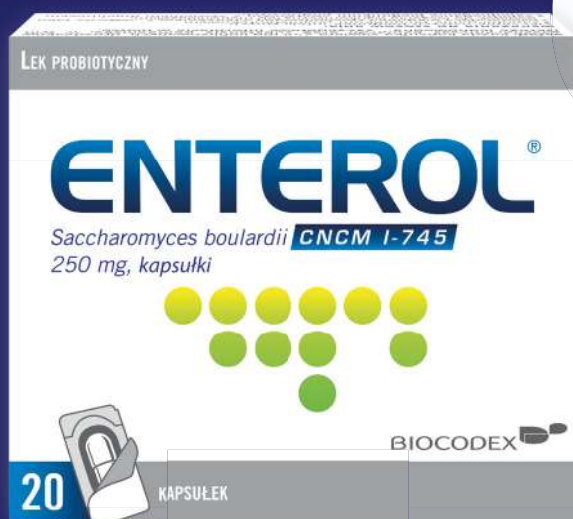 LEK PROBIOTYCZNY
ENTEROL®
Saccharomyces boulardii CNCM I-745
250 mg, kapsułki
BIOCODEX
20 KAPSUŁEK